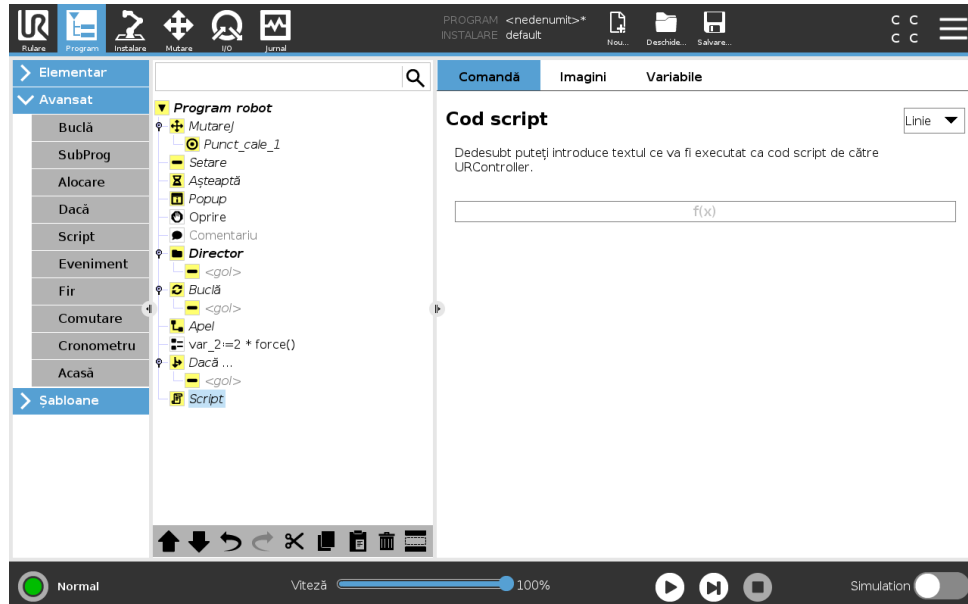 PROGRAM <nedenumit>*
INSTALARE default
C C
C C
Rulare Program Instalare Mutare I/O Jurnal Nou... Deschide... Salvare...
Elementar
Avansat
Buclă
SubProg
Alocare
Dacă
Script
Eveniment
Fir
Comutare
Cronometru
Acasă
Șabloane
Program robot
MutareJ
Punct_cale_1
Setare
Așteaptă
Popup
Oprire
Comentariu
Director
<gol>
Buclă
<gol>
Apel
var_2:=2 * force()
Dacă ...
<gol>
Script
Comandă Imagini Variabile
Cod script
Linie
Dedesubt puteți introduce textul ce va fi executat ca cod script de către
URController.
f(x)
Normal
Viteză 100%
Simulation